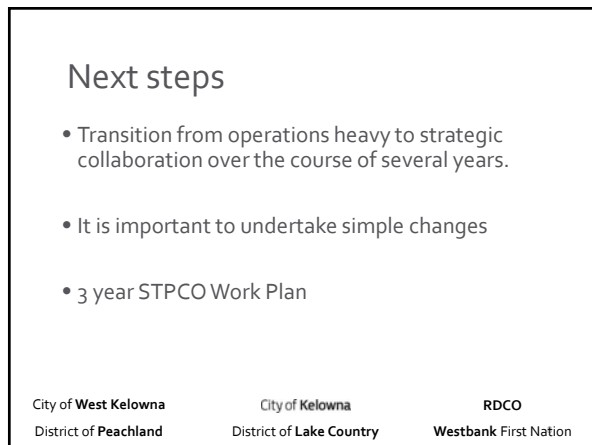 Next steps
• Transition from operations heavy to strategic
collaboration over the course of several years.
• It is important to undertake simple changes
• 3 year STPCO Work Plan
City of West Kelowna City of Kelowna RDCO
District of Peachland District of Lake Country Westbank First Nation